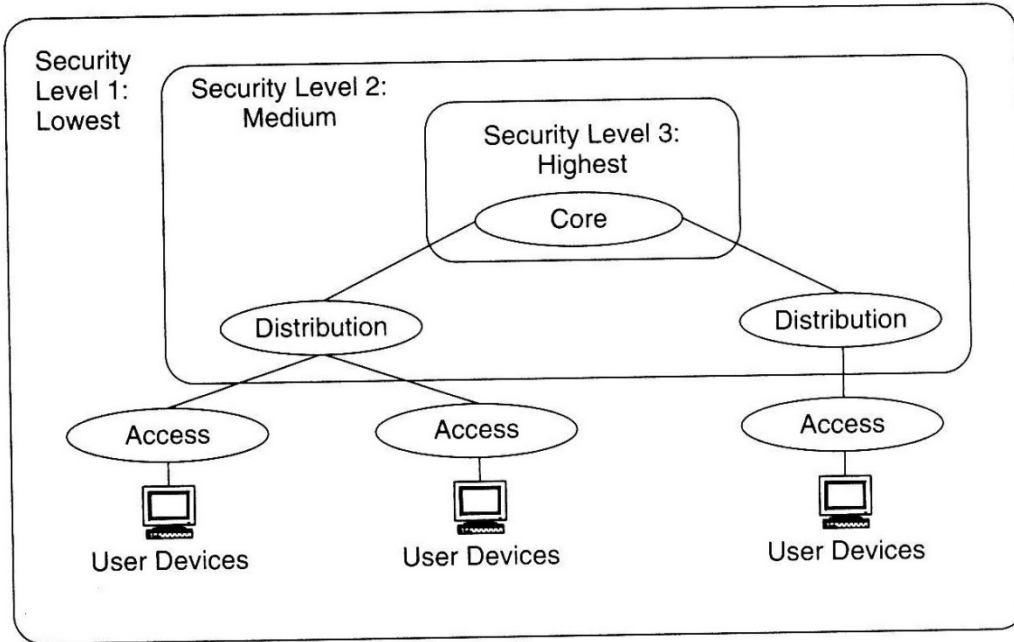 Security
Level 1:
Lowest
Security Level 2:
Medium
Security Level 3:
Highest
Core
Distribution
Distribution
Access
Access
Access
User Devices
User Devices
User Devices